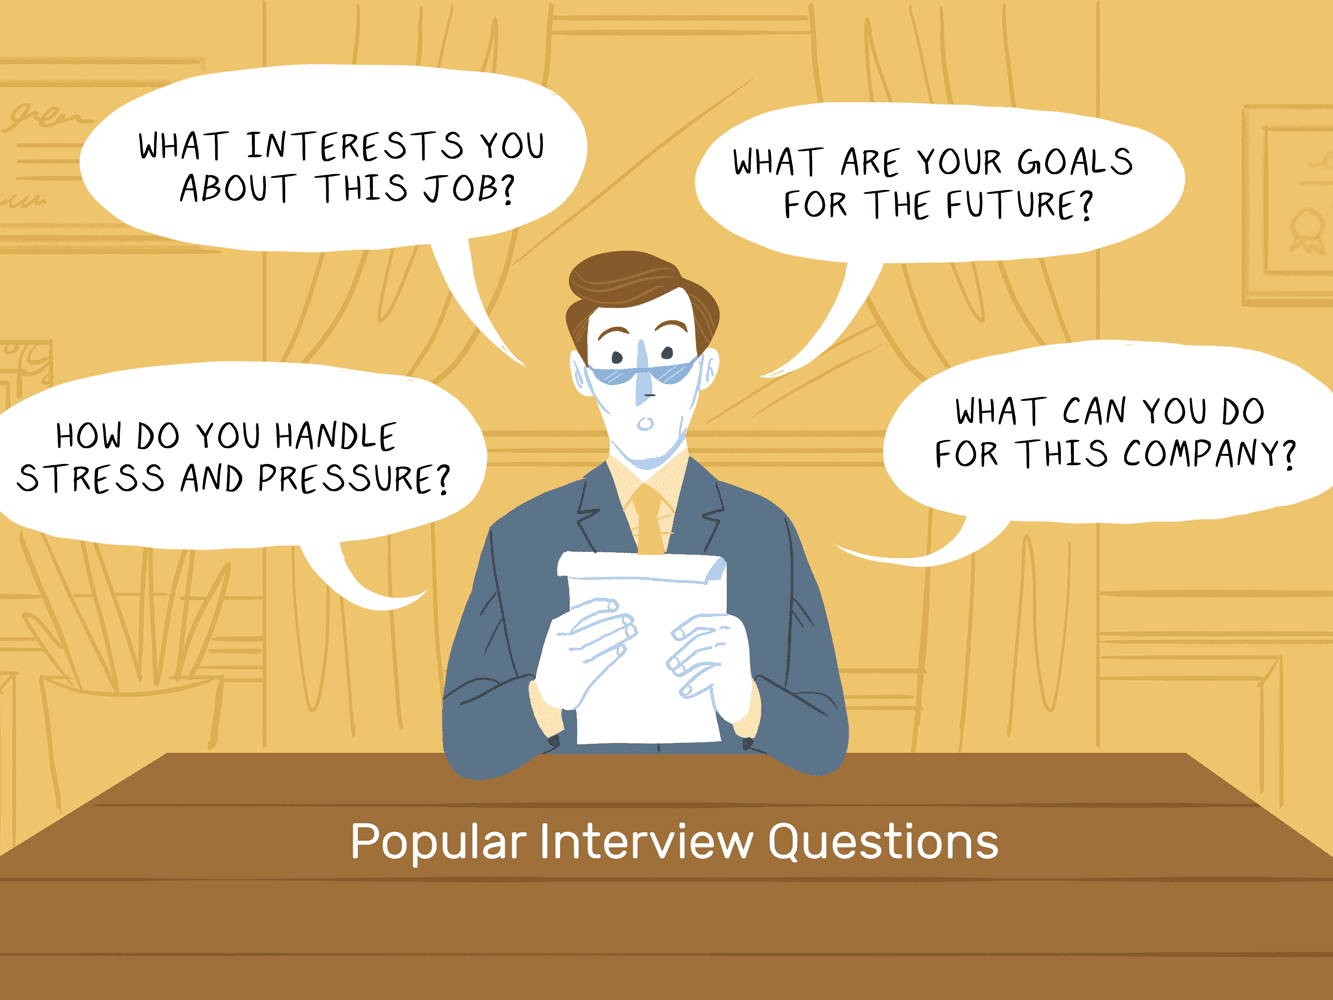 WHAT INTERESTS YOU
ABOUT THIS JOB?
WHAT ARE YOUR GOALS
FOR THE FUTURE?
HOW DO YOU HANDLE
STRESS AND PRESSURE?
WHAT CAN YOU DO
FOR THIS COMPANY?
Popular Interview Questions